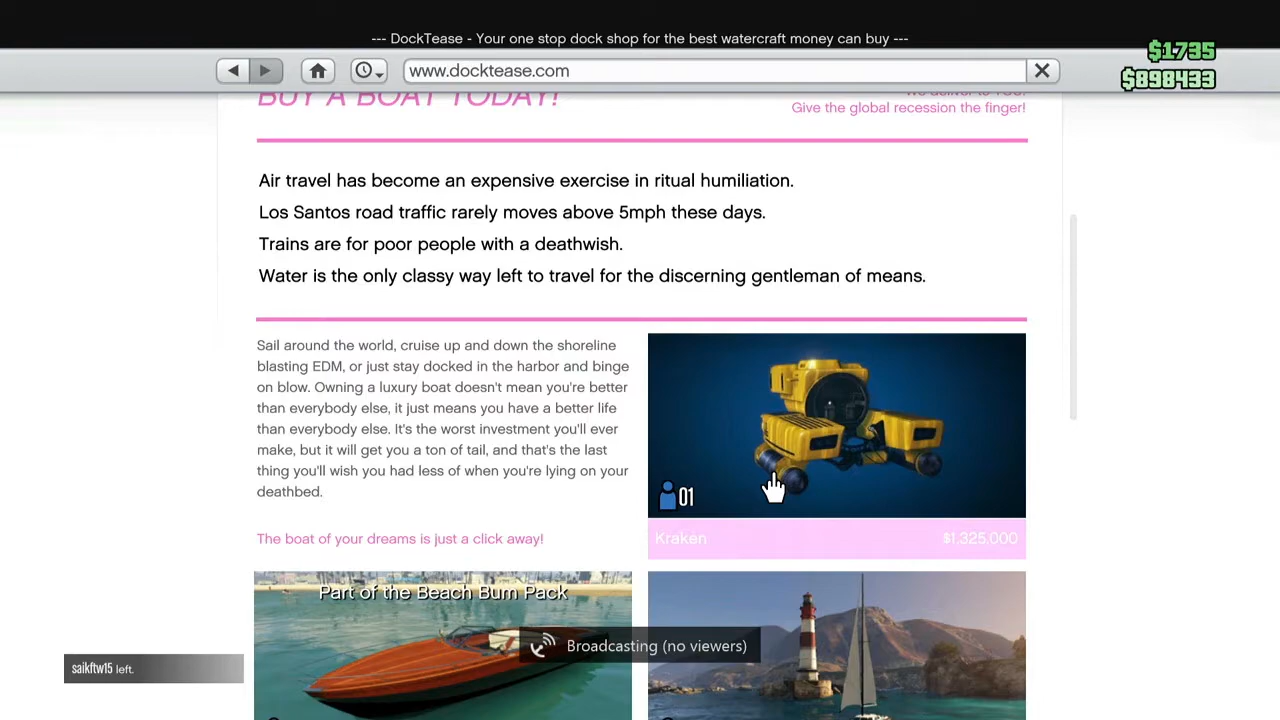 --- DockTease - Your one stop dock shop for the best watercraft money can buy ---
$1735
www.docktease.com
$898433
BUY A BOAT TODAY!
We deliver to YOU!
Give the global recession the finger!
Air travel has become an expensive exercise in ritual humiliation.
Los Santos road traffic rarely moves above 5mph these days.
Trains are for poor people with a deathwish.
Water is the only classy way left to travel for the discerning gentleman of means.
Sail around the world, cruise up and down the shoreline
blasting EDM, or just stay docked in the harbor and binge
on blow. Owning a luxury boat doesn't mean you're better
than everybody else, it just means you have a better life
than everybody else. It's the worst investment you'll ever
make, but it will get you a ton of tail, and that's the last
thing you'll wish you had less of when you're lying on your
deathbed.
The boat of your dreams is just a click away!
01
Kraken
$1,325,000
Part of the Beach Bum Pack
Broadcasting (no viewers)
saikftw15 left.